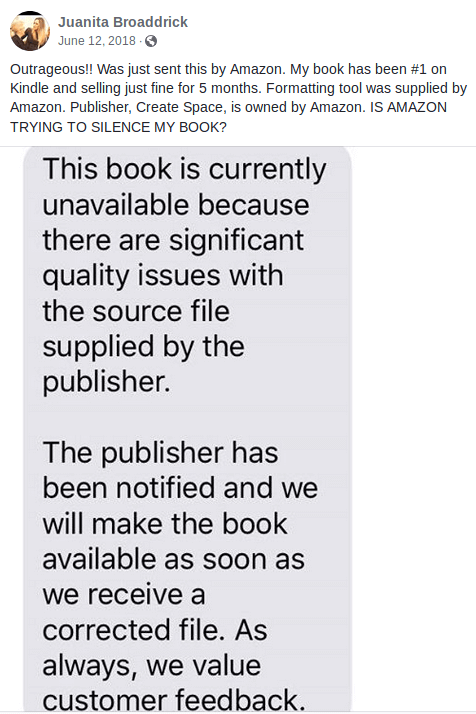 Juanita Broaddrick
June 12, 2018 ·
Outrageous!! Was just sent this by Amazon. My book has been #1 on
Kindle and selling just fine for 5 months. Formatting tool was supplied by
Amazon. Publisher, Create Space, is owned by Amazon. IS AMAZON
TRYING TO SILENCE MY BOOK?
This book is currently
unavailable because
there are significant
quality issues with
the source file
supplied by the
publisher.
The publisher has
been notified and we
will make the book
available as soon as
we receive a
corrected file. As
always, we value
customer feedback.